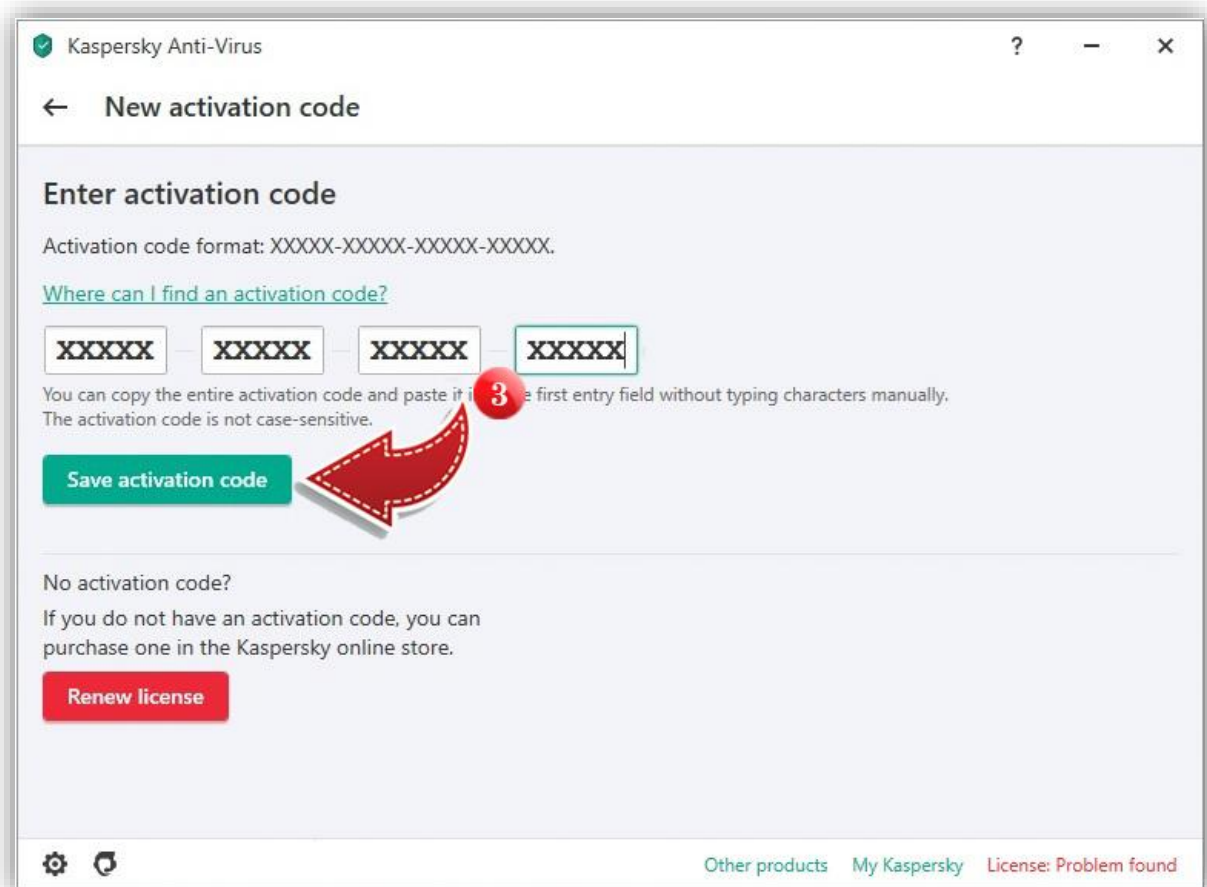 Kaspersky Anti-Virus
?
New activation code
Enter activation code
Activation code format: XXXXX-XXXXX-XXXXX-XXXXX.
Where can I find an activation code?
XXXXX XXXXX XXXXX XXXXX
You can copy the entire activation code and paste it 3 first entry field without typing characters manually.
The activation code is not case-sensitive.
Save activation code
No activation code?
If you do not have an activation code, you can
purchase one in the Kaspersky online store.
Renew license
Other products My Kaspersky License: Problem found